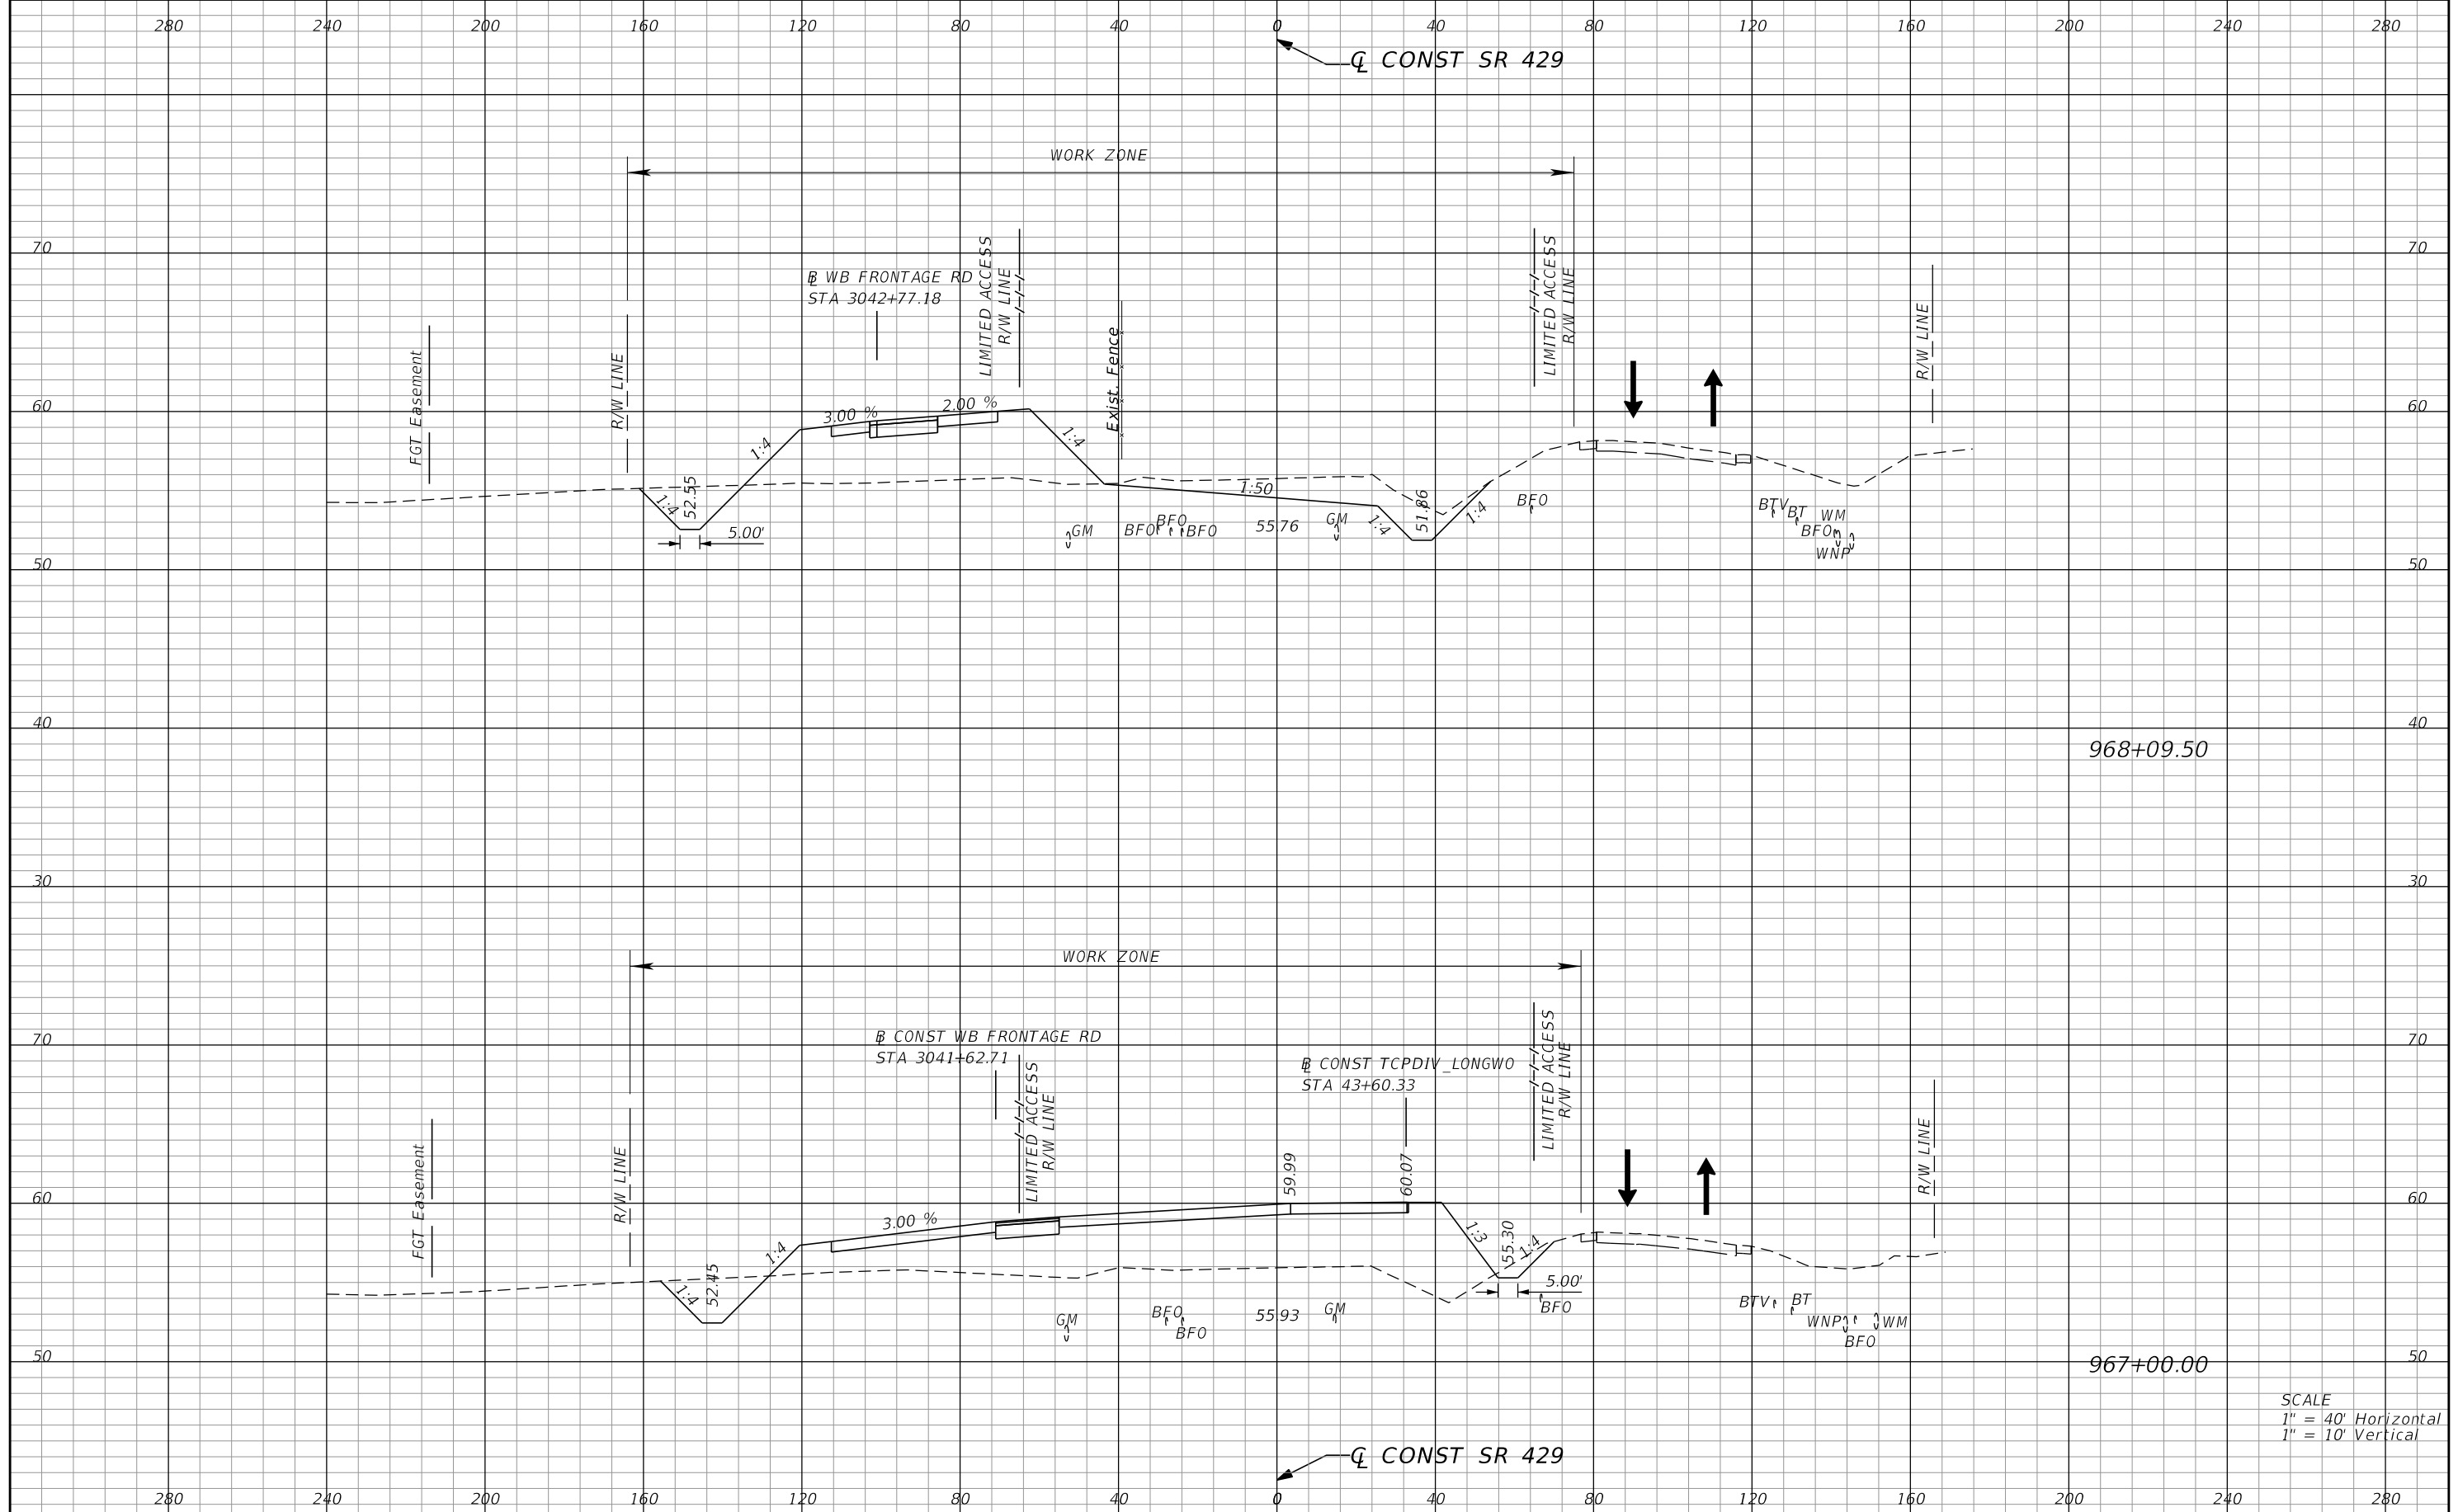 280 240 200 160 120 80 40 0 40 80 120 160 200 240 280
℄ CONST SR 429
WORK ZONE
70 70
LIMITED ACCESS
R/W LINE
LIMITED ACCESS
R/W LINE
BL WB FRONTAGE RD
STA 3042+77.18
R/W LINE
Exist. Fence
FGT Easement
R/W LINE
60 60
3.00 %
2.00 %
1:4
1:4
1:4
52.55
5.00'
1:50
1:4
51.86
1:4
BFO
GM
BFO
BFO
BFO
55.76
GM
BTV
BT
WM
BFO
WNP
50 50
40 40
968+09.50
30 30
WORK ZONE
70 70
BL CONST WB FRONTAGE RD
STA 3041+62.71
LIMITED ACCESS
R/W LINE
BL CONST TCPDIV_LONGWO
STA 43+60.33
LIMITED ACCESS
R/W LINE
FGT Easement
R/W LINE
R/W LINE
60 60
59.99
60.07
3.00 %
1:4
1:4
52.45
1:3
55.30
1:4
5.00'
BFO
GM
BFO
BFO
55.93
GM
BTV
BT
WNP
WM
BFO
50 50
967+00.00
SCALE
1" = 40' Horizontal
1" = 10' Vertical
℄ CONST SR 429
280 240 200 160 120 80 40 0 40 80 120 160 200 240 280